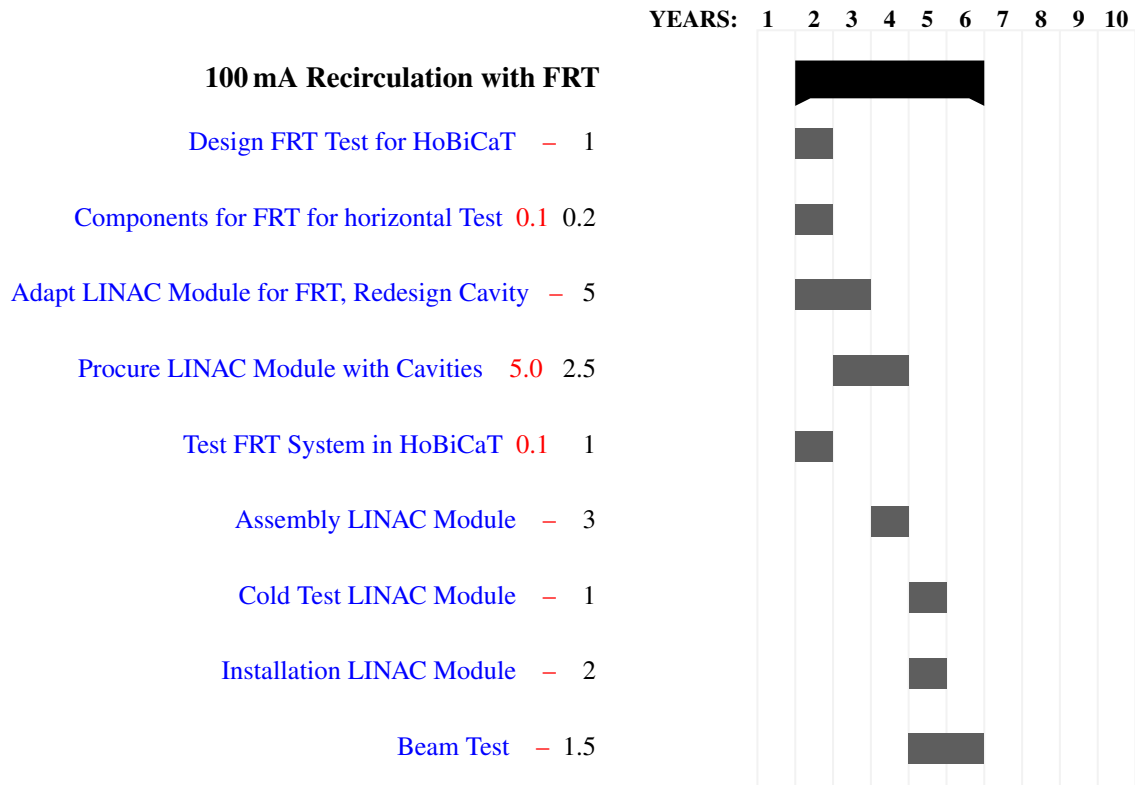 YEARS: 1 2 3 4 5 6 7 8 9 10
100 mA Recirculation with FRT
Design FRT Test for HoBiCaT – 1
Components for FRT for horizontal Test 0.1 0.2
Adapt LINAC Module for FRT, Redesign Cavity – 5
Procure LINAC Module with Cavities 5.0 2.5
Test FRT System in HoBiCaT 0.1 1
Assembly LINAC Module – 3
Cold Test LINAC Module – 1
Installation LINAC Module – 2
Beam Test – 1.5